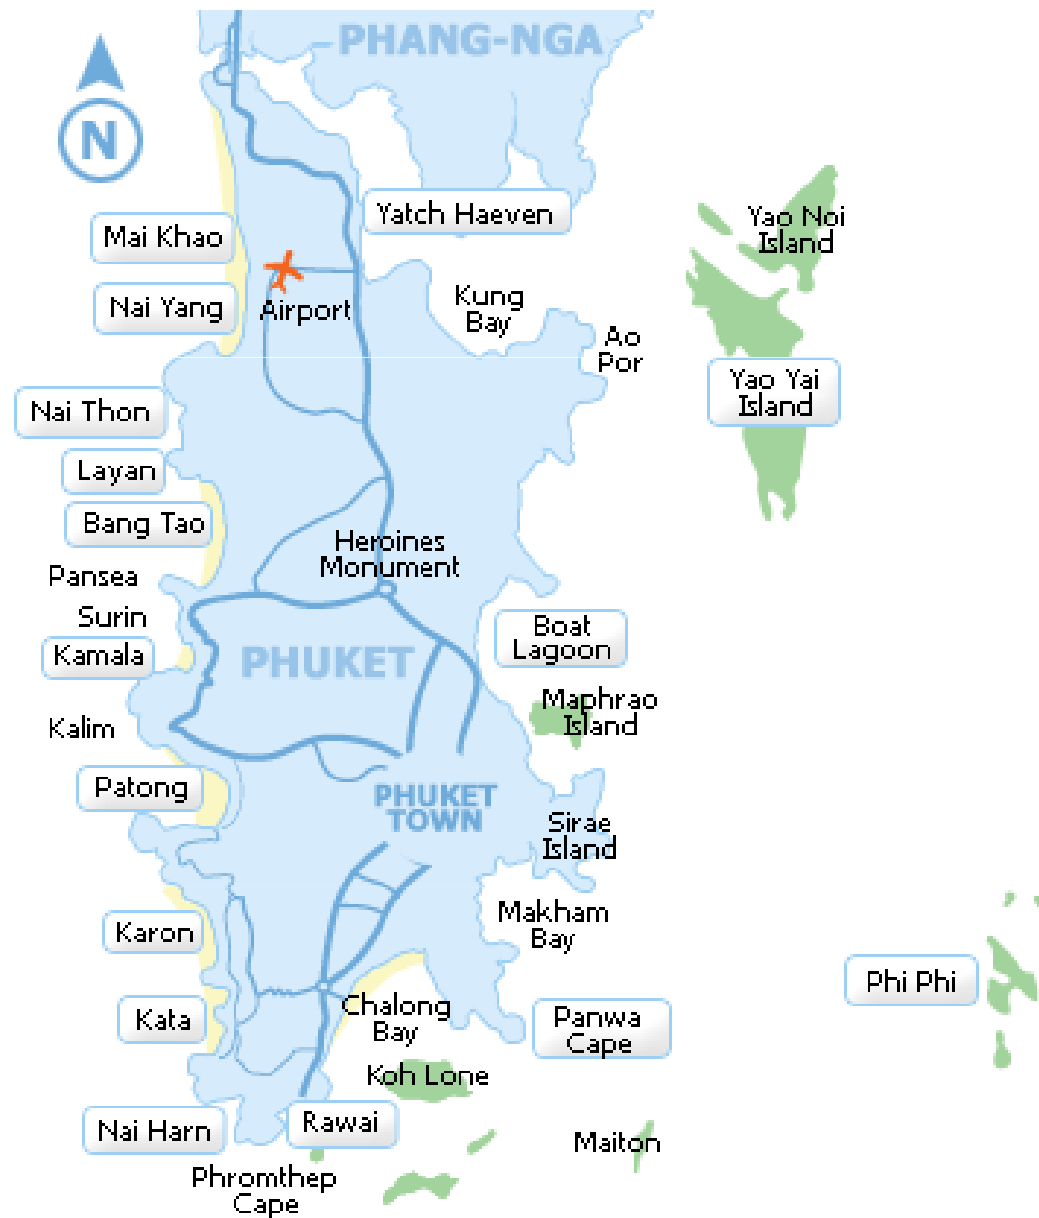 PHANG-NGA
N
Yatch Haeven
Yao Noi
Island
Mai Khao
Nai Yang
Airport
Kung
Bay
Ao
Por
Yao Yai
Island
Nai Thon
Layan
Bang Tao
Heroines
Monument
Pansea
Surin
Kamala
PHUKET
Boat
Lagoon
Maphrao
Island
Kalim
Patong
PHUKET
TOWN
Sirae
Island
Karon
Makham
Bay
Phi Phi
Kata
Chalong
Bay
Panwa
Cape
Koh Lone
Nai Harn
Rawai
Maiton
Phromthep
Cape